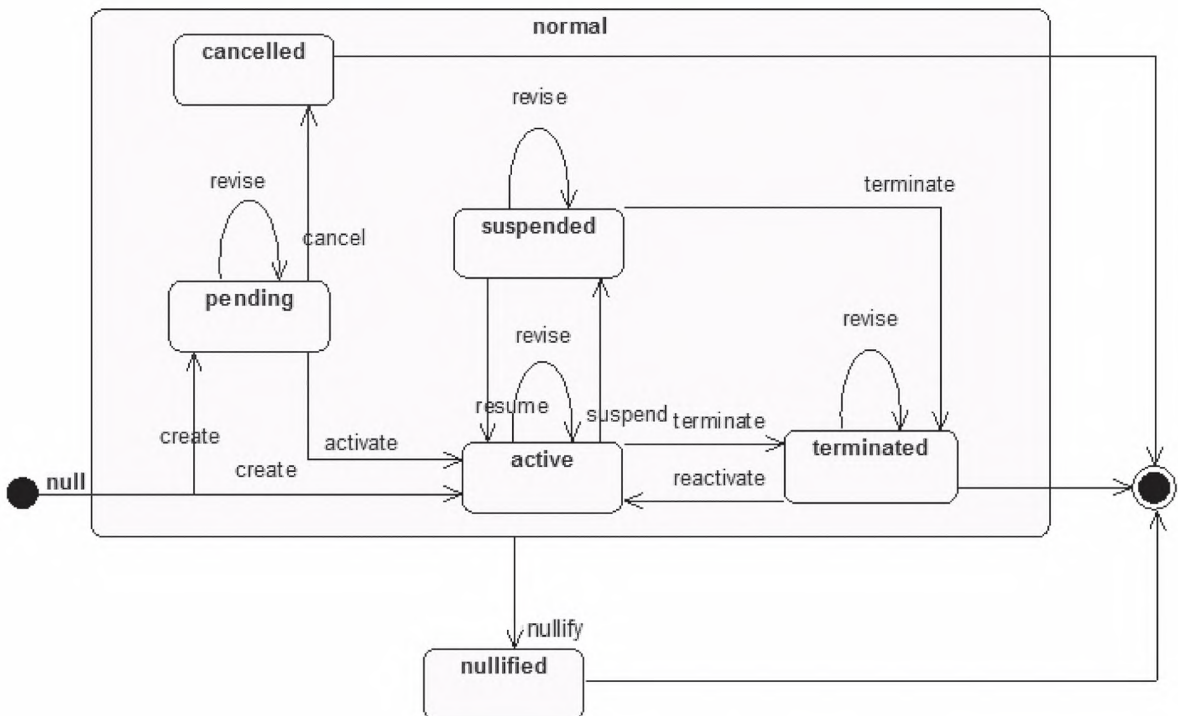 normal
cancelled
revise
revise
terminate
suspended
cancel
pending
revise
revise
resume
suspend
terminate
create
activate
active
terminated
create
null
reactivate
nullify
nullified